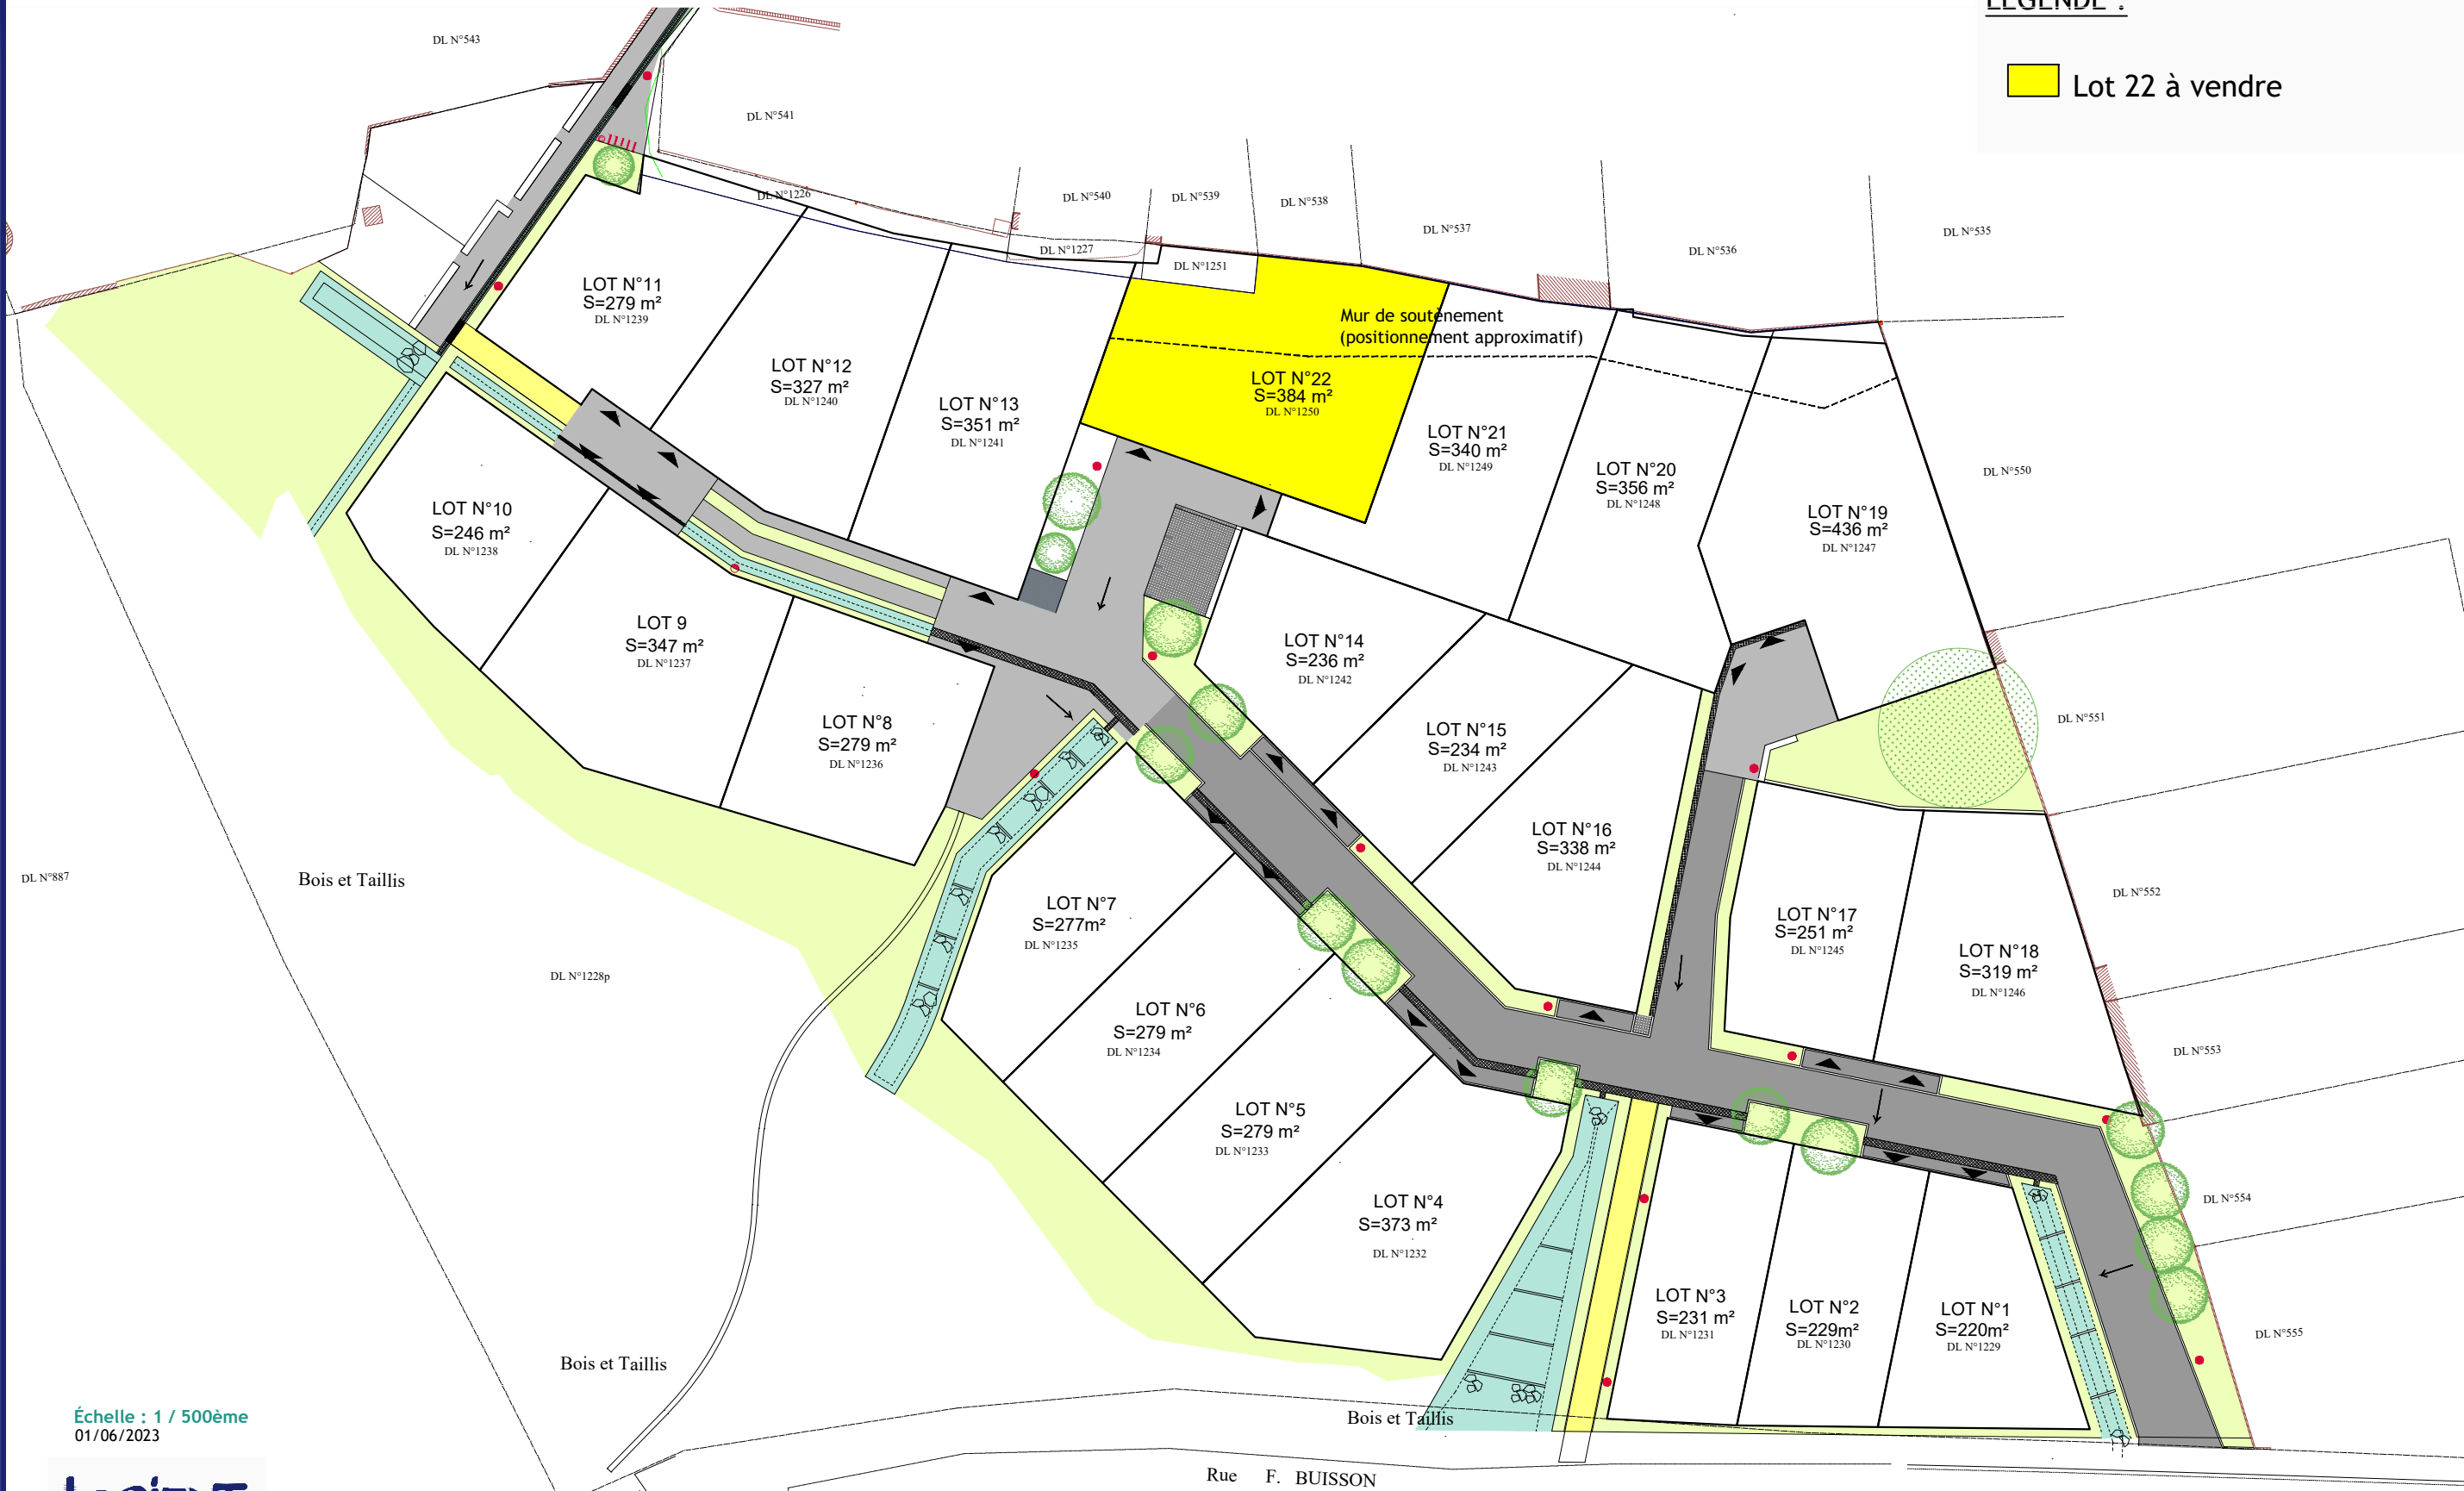 LEGENDE :
Lot 22 à vendre
DL N°543
DL N°541
DL N°1226
DL N°540
DL N°539
DL N°538
DL N°537
DL N°536
DL N°535
DL N°1227
DL N°1251
LOT N°11
S=279 m²
DL N°1239
Mur de soutènement
(positionnement approximatif)
LOT N°12
S=327 m²
DL N°1240
LOT N°22
S=384 m²
DL N°1250
LOT N°13
S=351 m²
DL N°1241
LOT N°21
S=340 m²
DL N°1249
LOT N°20
S=356 m²
DL N°1248
DL N°550
LOT N°10
S=246 m²
DL N°1238
LOT N°19
S=436 m²
DL N°1247
LOT 9
S=347 m²
DL N°1237
LOT N°14
S=236 m²
DL N°1242
LOT N°8
S=279 m²
DL N°1236
LOT N°15
S=234 m²
DL N°1243
DL N°551
LOT N°16
S=338 m²
DL N°1244
DL N°887
Bois et Taillis
DL N°552
LOT N°7
S=277m²
DL N°1235
LOT N°17
S=251 m²
DL N°1245
LOT N°18
S=319 m²
DL N°1246
DL N°1228p
LOT N°6
S=279 m²
DL N°1234
DL N°553
LOT N°5
S=279 m²
DL N°1233
LOT N°4
S=373 m²
DL N°1232
DL N°554
LOT N°3
S=231 m²
DL N°1231
LOT N°2
S=229m²
DL N°1230
LOT N°1
S=220m²
DL N°1229
DL N°555
Bois et Taillis
Bois et Taillis
Échelle : 1 / 500ème
01/06/2023
Rue F. BUISSON